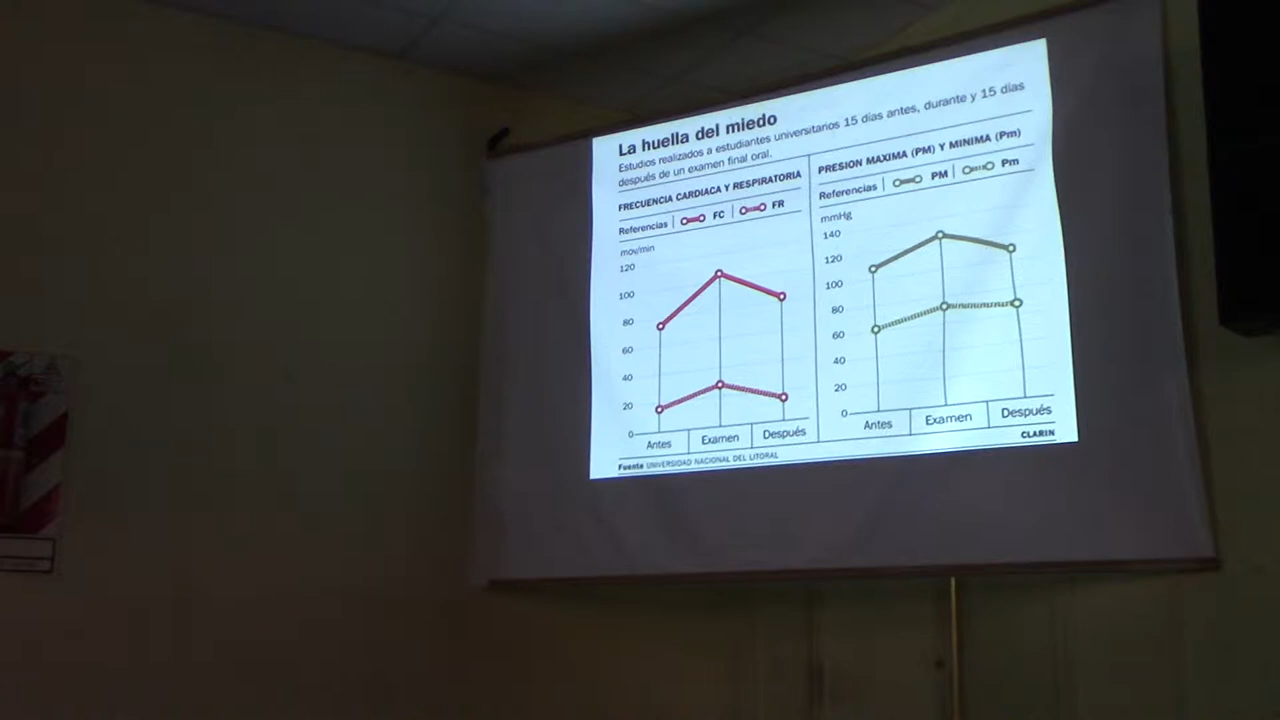 La huella del miedo
Estudios realizados a estudiantes universitarios 15 días antes, durante y 15 días
después de un examen final oral.
FRECUENCIA CARDIACA Y RESPIRATORIA
Referencias FC FR
mov/min
120
100
80
60
40
20
0
Antes Examen Después
PRESION MAXIMA (PM) Y MINIMA (Pm)
Referencias PM Pm
mmHg
140
120
100
80
60
40
20
0
Antes Examen Después
Fuente UNIVERSIDAD NACIONAL DEL LITORAL
CLARIN